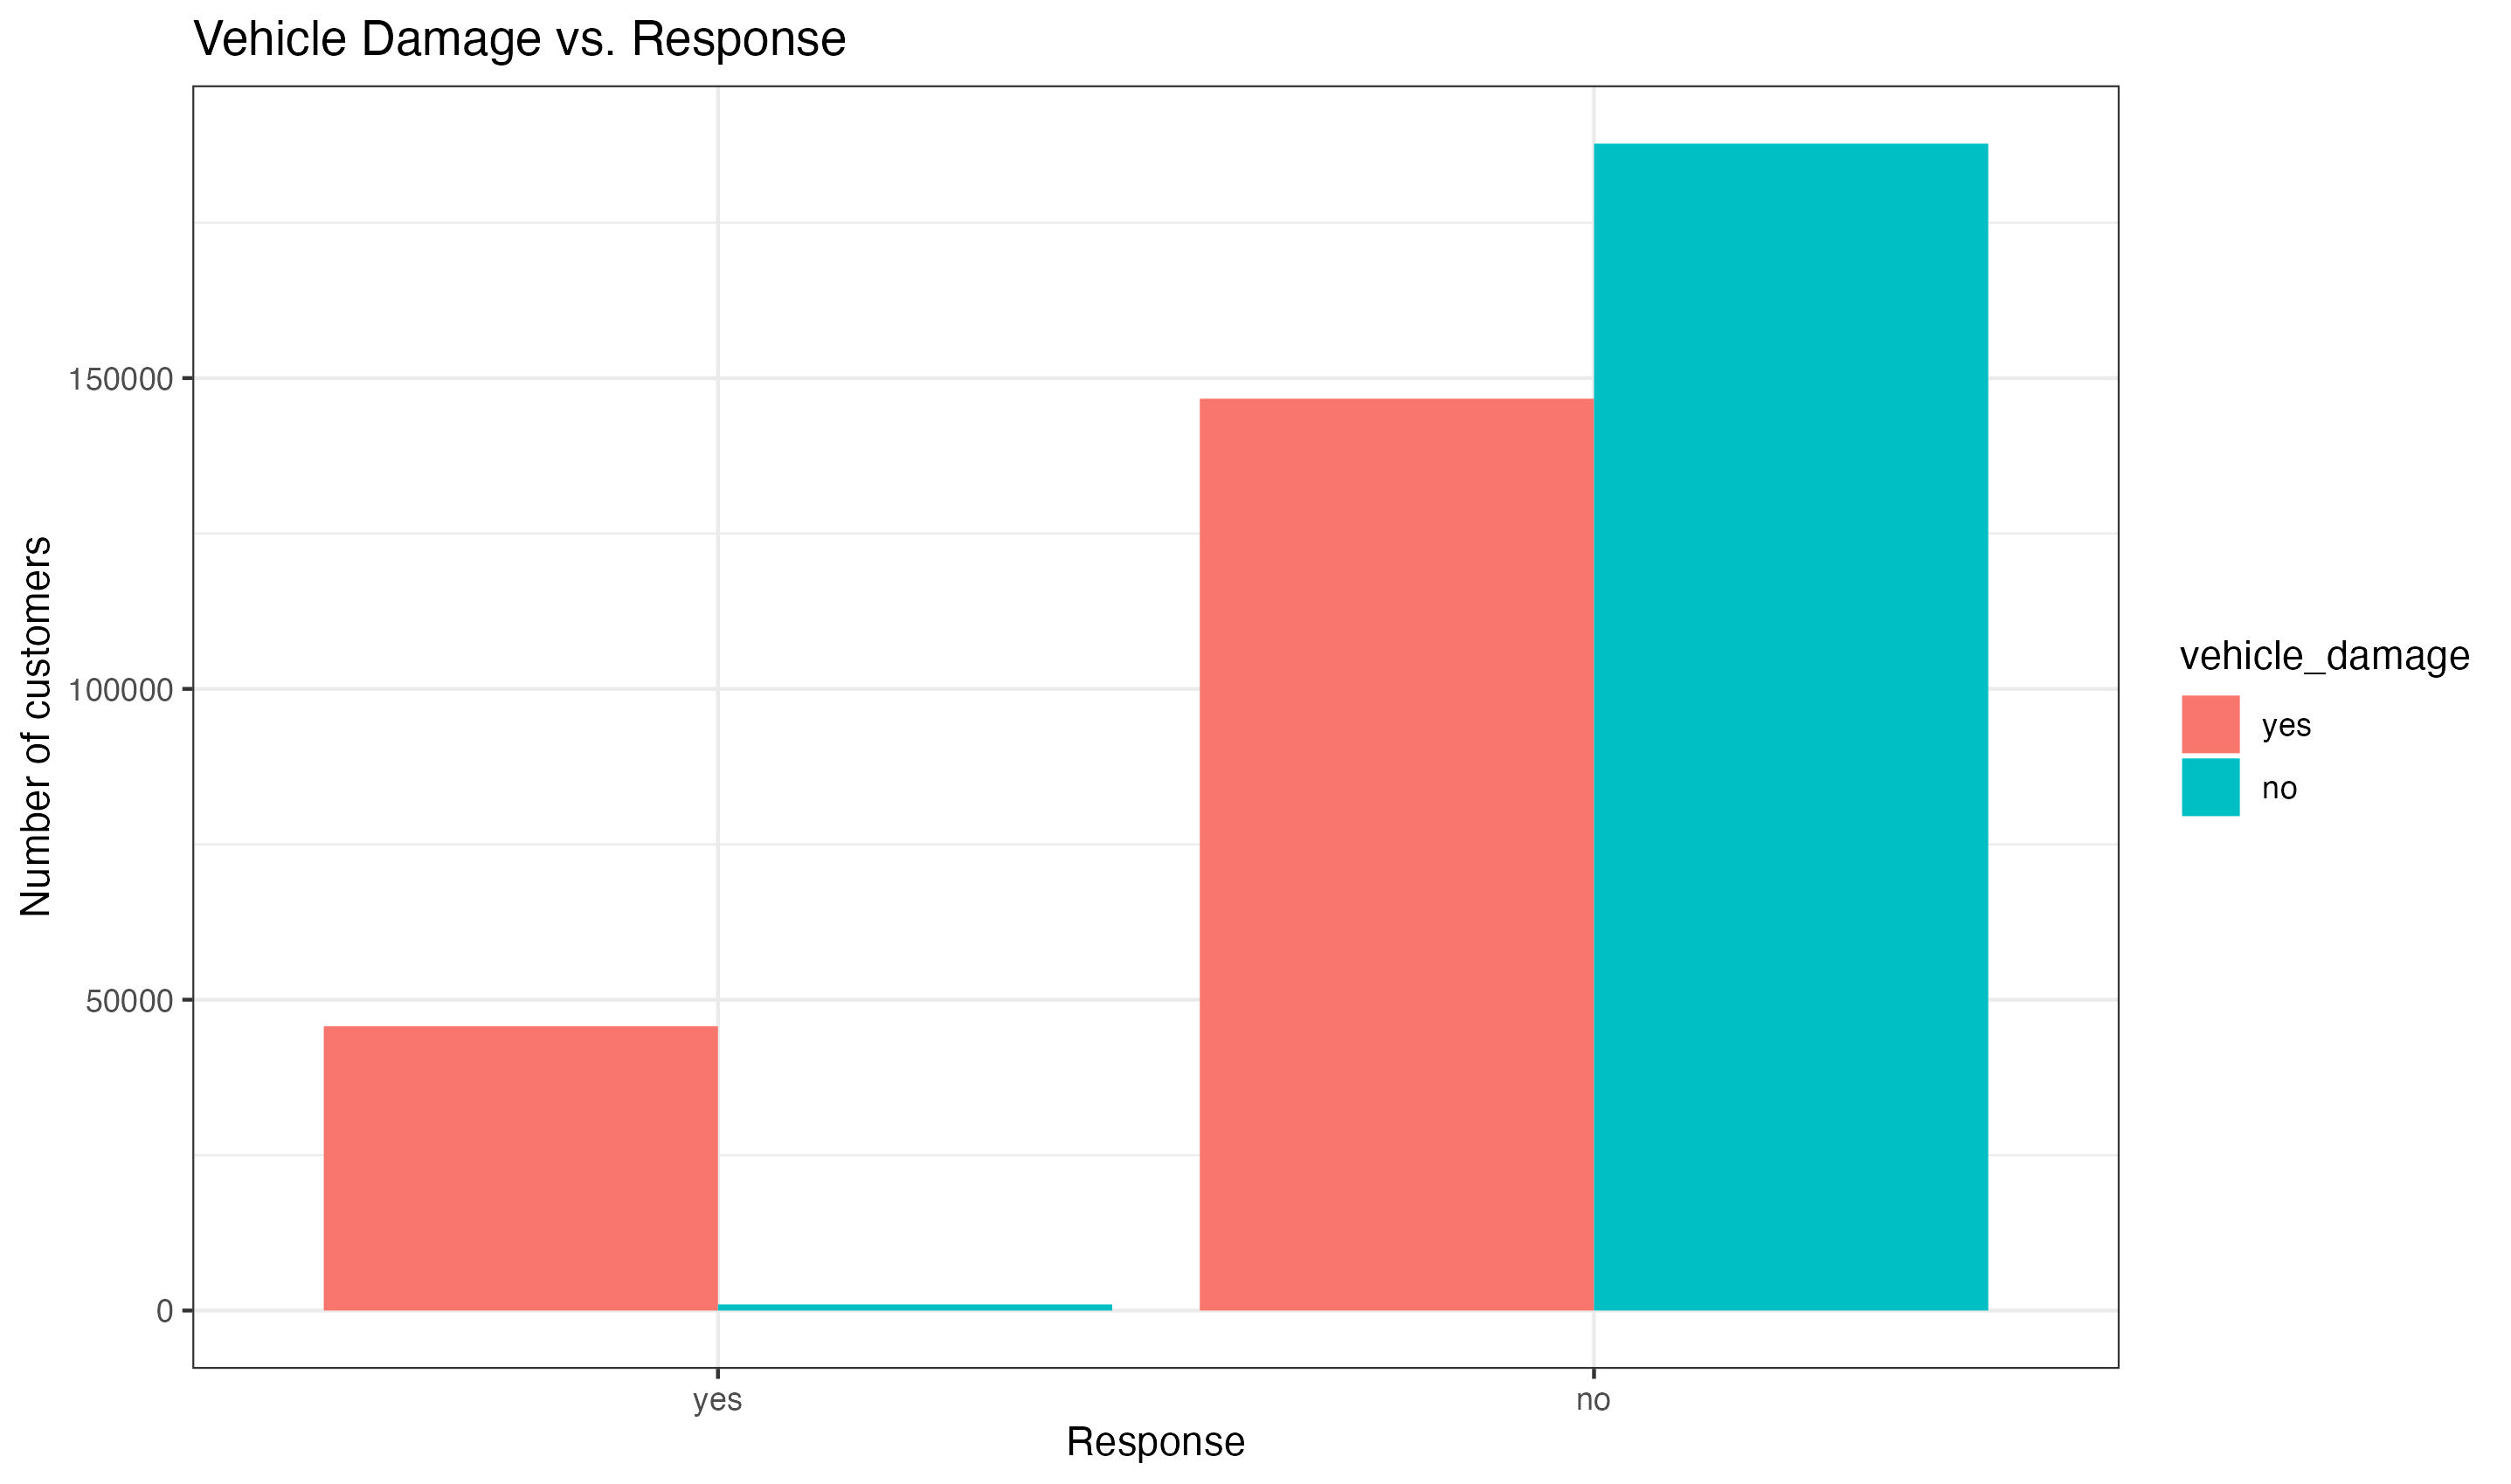 Vehicle Damage vs. Response
Number of customers
150000
100000
50000
0
yes
no
Response
vehicle_damage
yes
no